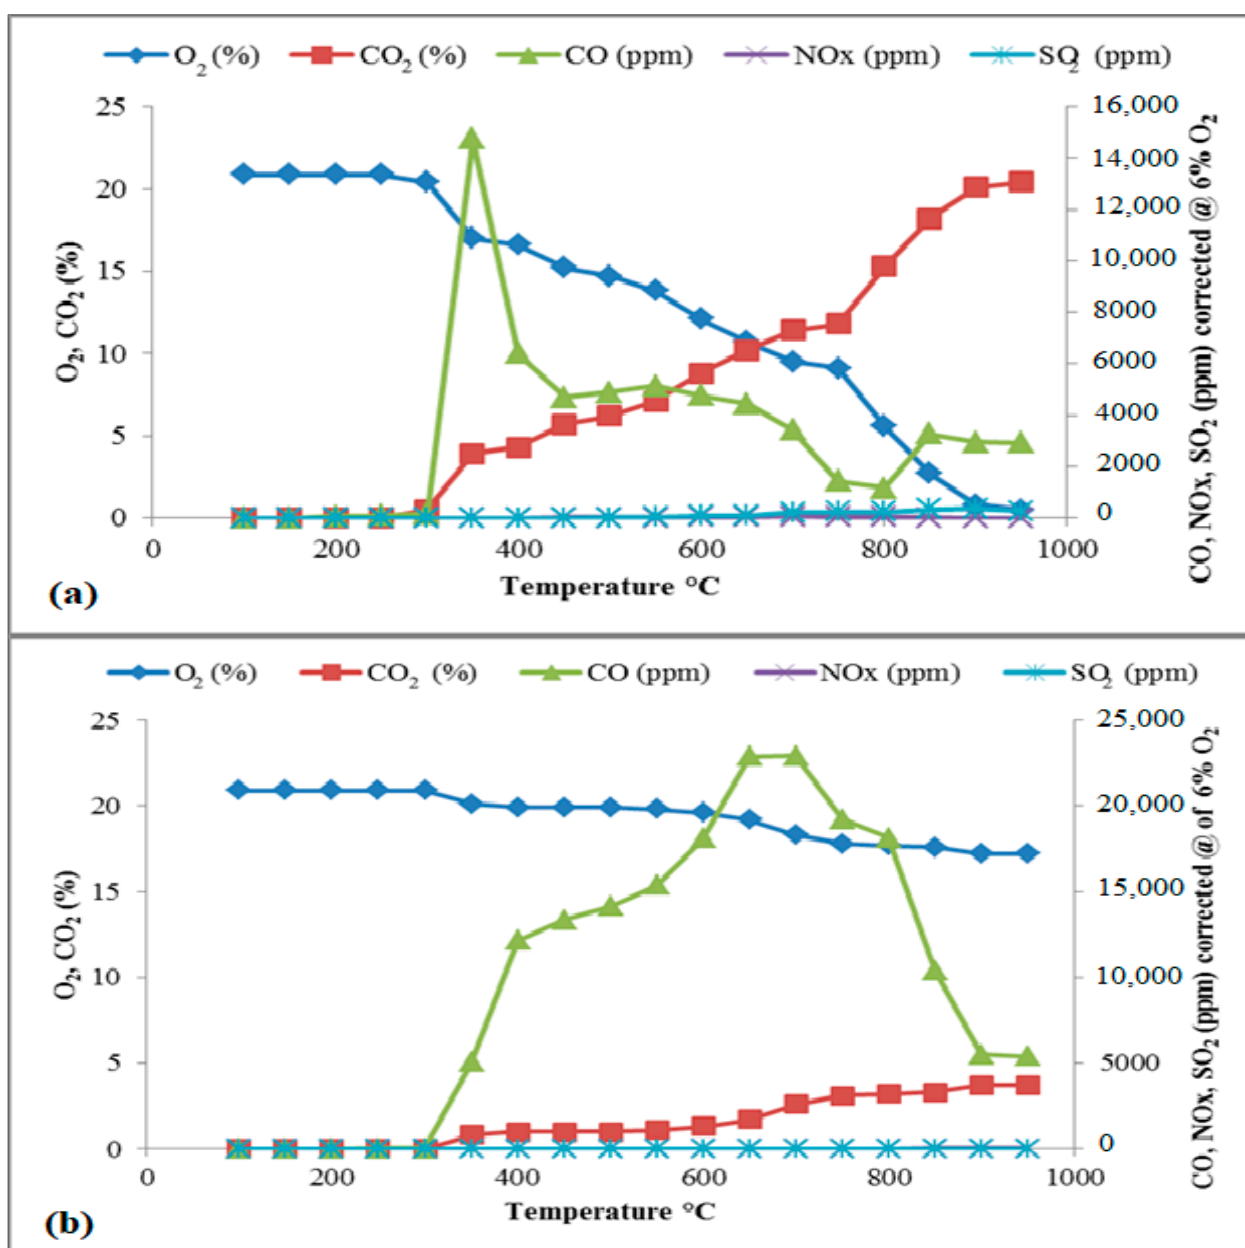 O2 (%) CO2 (%) CO (ppm) NOx (ppm) SO2 (ppm)
O2, CO2 (%)
25
20
15
10
5
0
16,000
14,000
12,000
10,000
8000
6000
4000
2000
0
CO, NOx, SO2 (ppm) corrected @ 6% O2
0 200 400 600 800 1000
Temperature °C
(a)
O2 (%) CO2 (%) CO (ppm) NOx (ppm) SO2 (ppm)
O2, CO2 (%)
25
20
15
10
5
0
25,000
20,000
15,000
10,000
5000
0
CO, NOx, SO2 (ppm) corrected @ of 6% O2
0 200 400 600 800 1000
Temperature °C
(b)